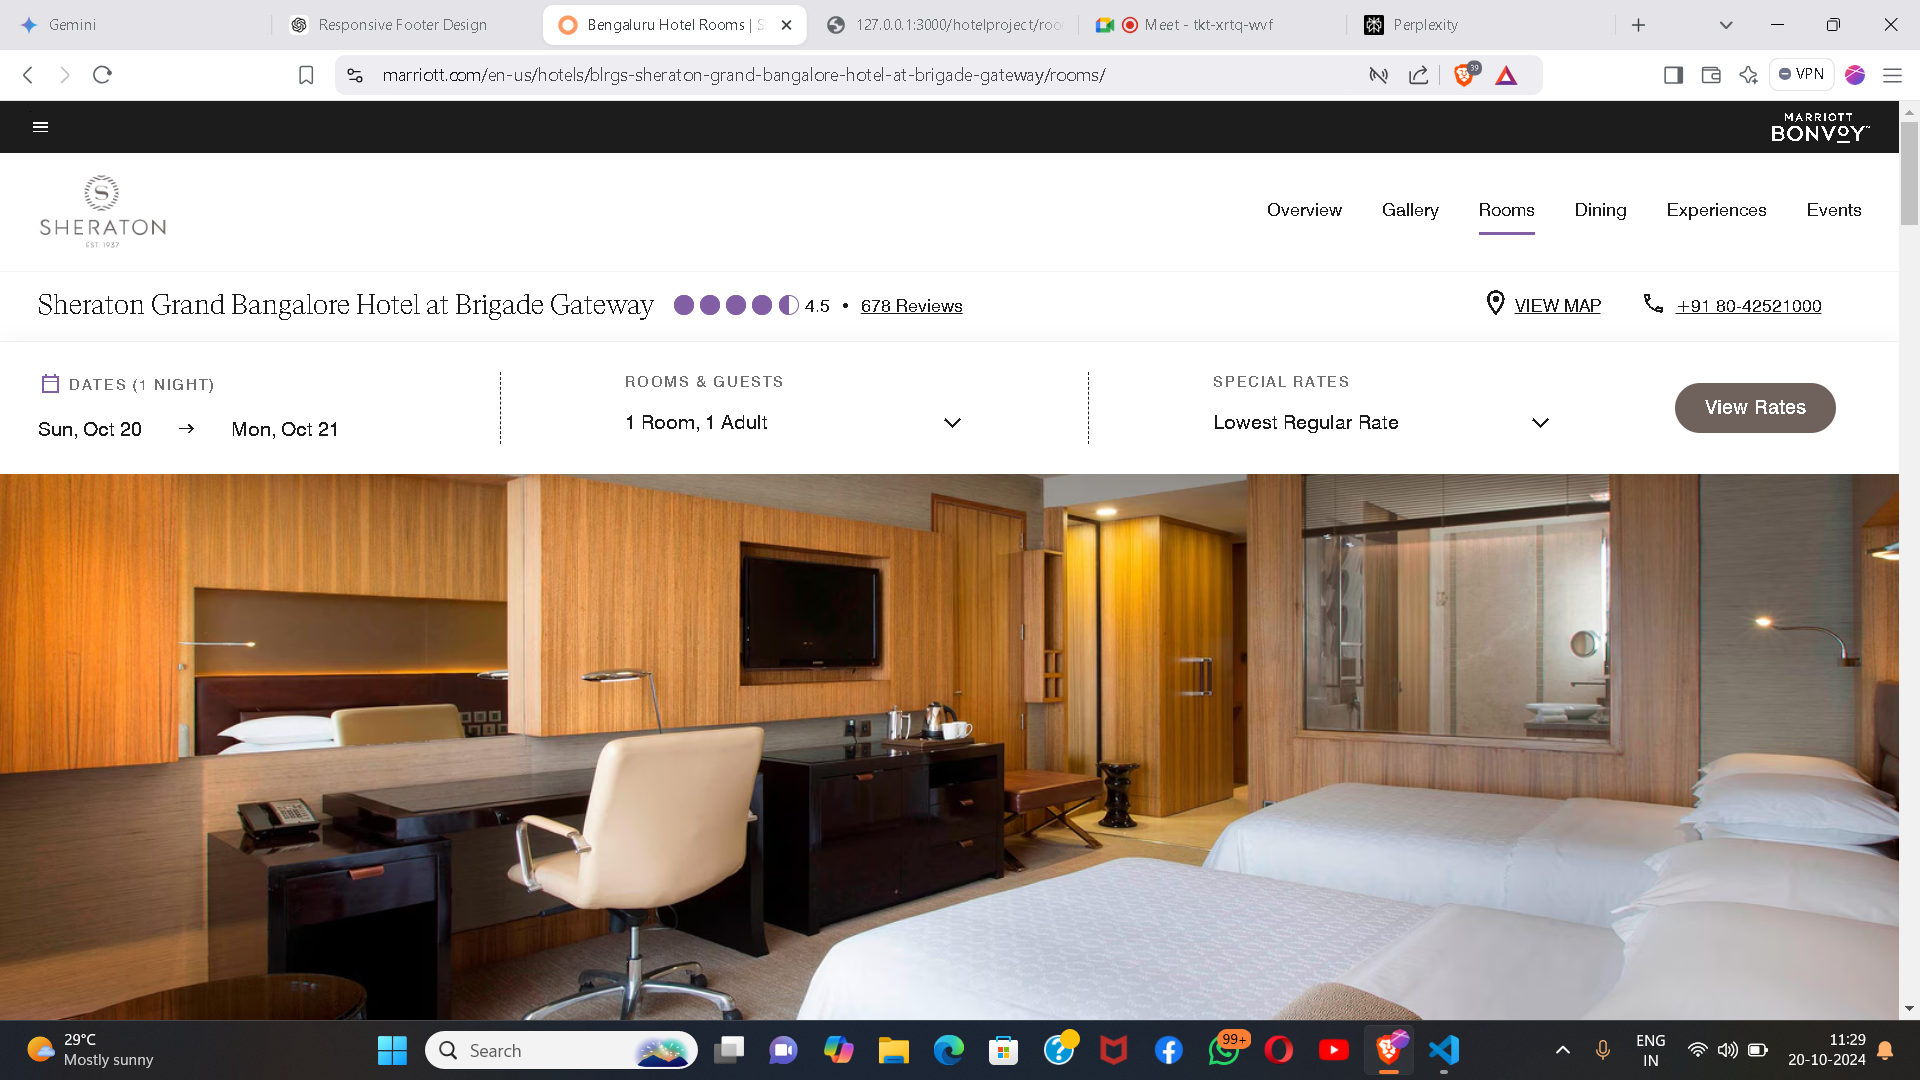 Gemini
Responsive Footer Design
Bengaluru Hotel Rooms | S
127.0.0.1:3000/hotelproject/roo
Meet - tkt-xrtq-wvf
Perplexity
marriott.com/en-us/hotels/blrgs-sheraton-grand-bangalore-hotel-at-brigade-gateway/rooms/
39
VPN
MARRIOTT
BONVOY
S
SHERATON
EST. 1937
Overview
Gallery
Rooms
Dining
Experiences
Events
Sheraton Grand Bangalore Hotel at Brigade Gateway
4.5 • 678 Reviews
VIEW MAP
+91 80-42521000
DATES (1 NIGHT)
Sun, Oct 20 → Mon, Oct 21
ROOMS & GUESTS
1 Room, 1 Adult
SPECIAL RATES
Lowest Regular Rate
View Rates
29°C
Mostly sunny
Search
99+
ENG
IN
11:29
20-10-2024